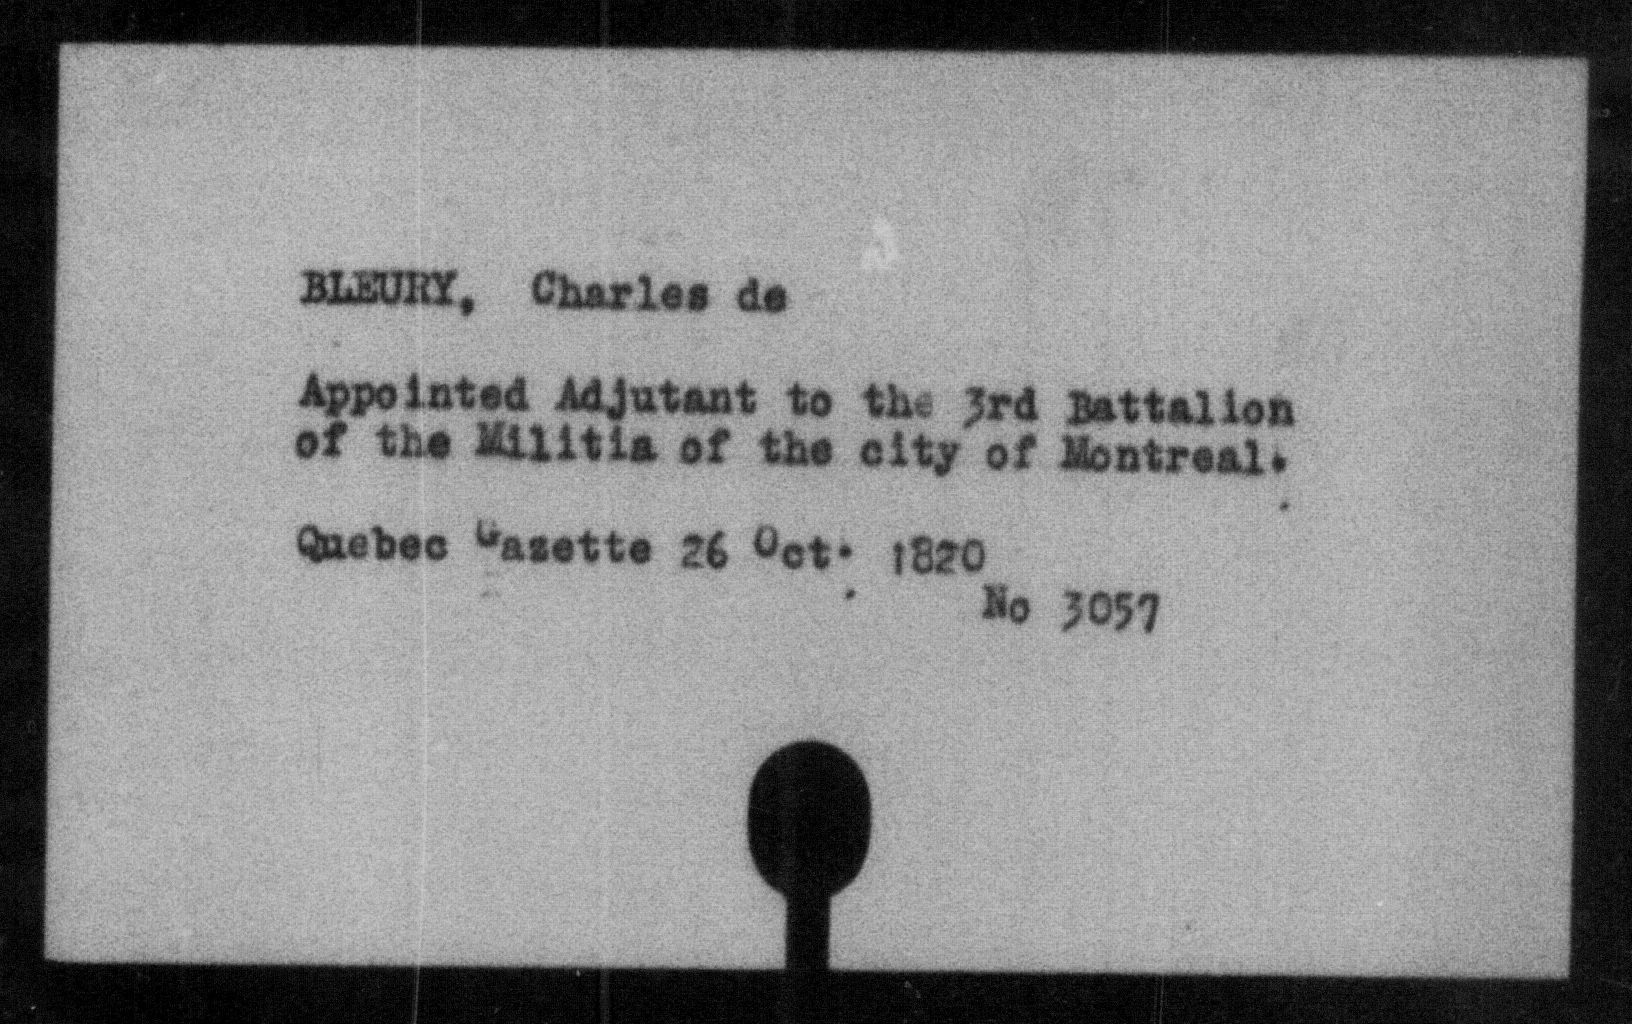 BLEURY, Charles de
Appointed Adjutant to the 3rd Battalion
of the Militia of the city of Montreal.
Quebec Gazette 26 Oct. 1820
No 3057